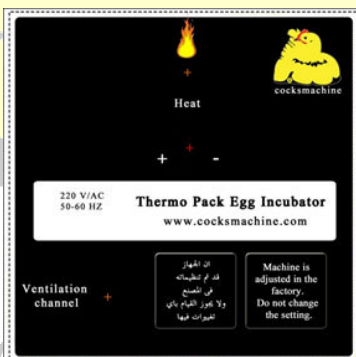 cocksmachine
Heat
+ -
220 V/AC
50-60 HZ
Thermo Pack Egg Incubator
www.cocksmachine.com
Ventilation
channel
ان الجهاز
قد تم تنظيماته
فى المصنع
ولا يجوز القيام باي
تغييرات فيها
Machine is
adjusted in the
factory.
Do not change
the setting.